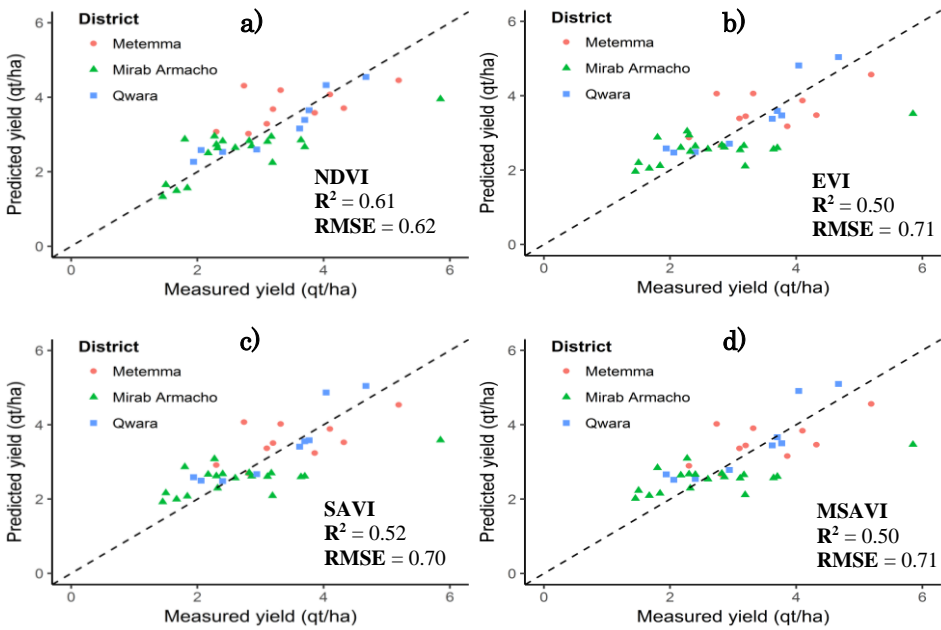 a)
District
Metemma
Mirab Armacho
Qwara
Predicted yield (qt/ha)
6
4
2
0
NDVI
R² = 0.61
RMSE = 0.62
0 2 4 6
Measured yield (qt/ha)
b)
District
Metemma
Mirab Armacho
Qwara
Predicted yield (qt/ha)
6
4
2
0
EVI
R² = 0.50
RMSE = 0.71
0 2 4 6
Measured yield (qt/ha)
c)
District
Metemma
Mirab Armacho
Qwara
Predicted yield (qt/ha)
6
4
2
0
SAVI
R² = 0.52
RMSE = 0.70
0 2 4 6
Measured yield (qt/ha)
d)
District
Metemma
Mirab Armacho
Qwara
Predicted yield (qt/ha)
6
4
2
0
MSAVI
R² = 0.50
RMSE = 0.71
0 2 4 6
Measured yield (qt/ha)